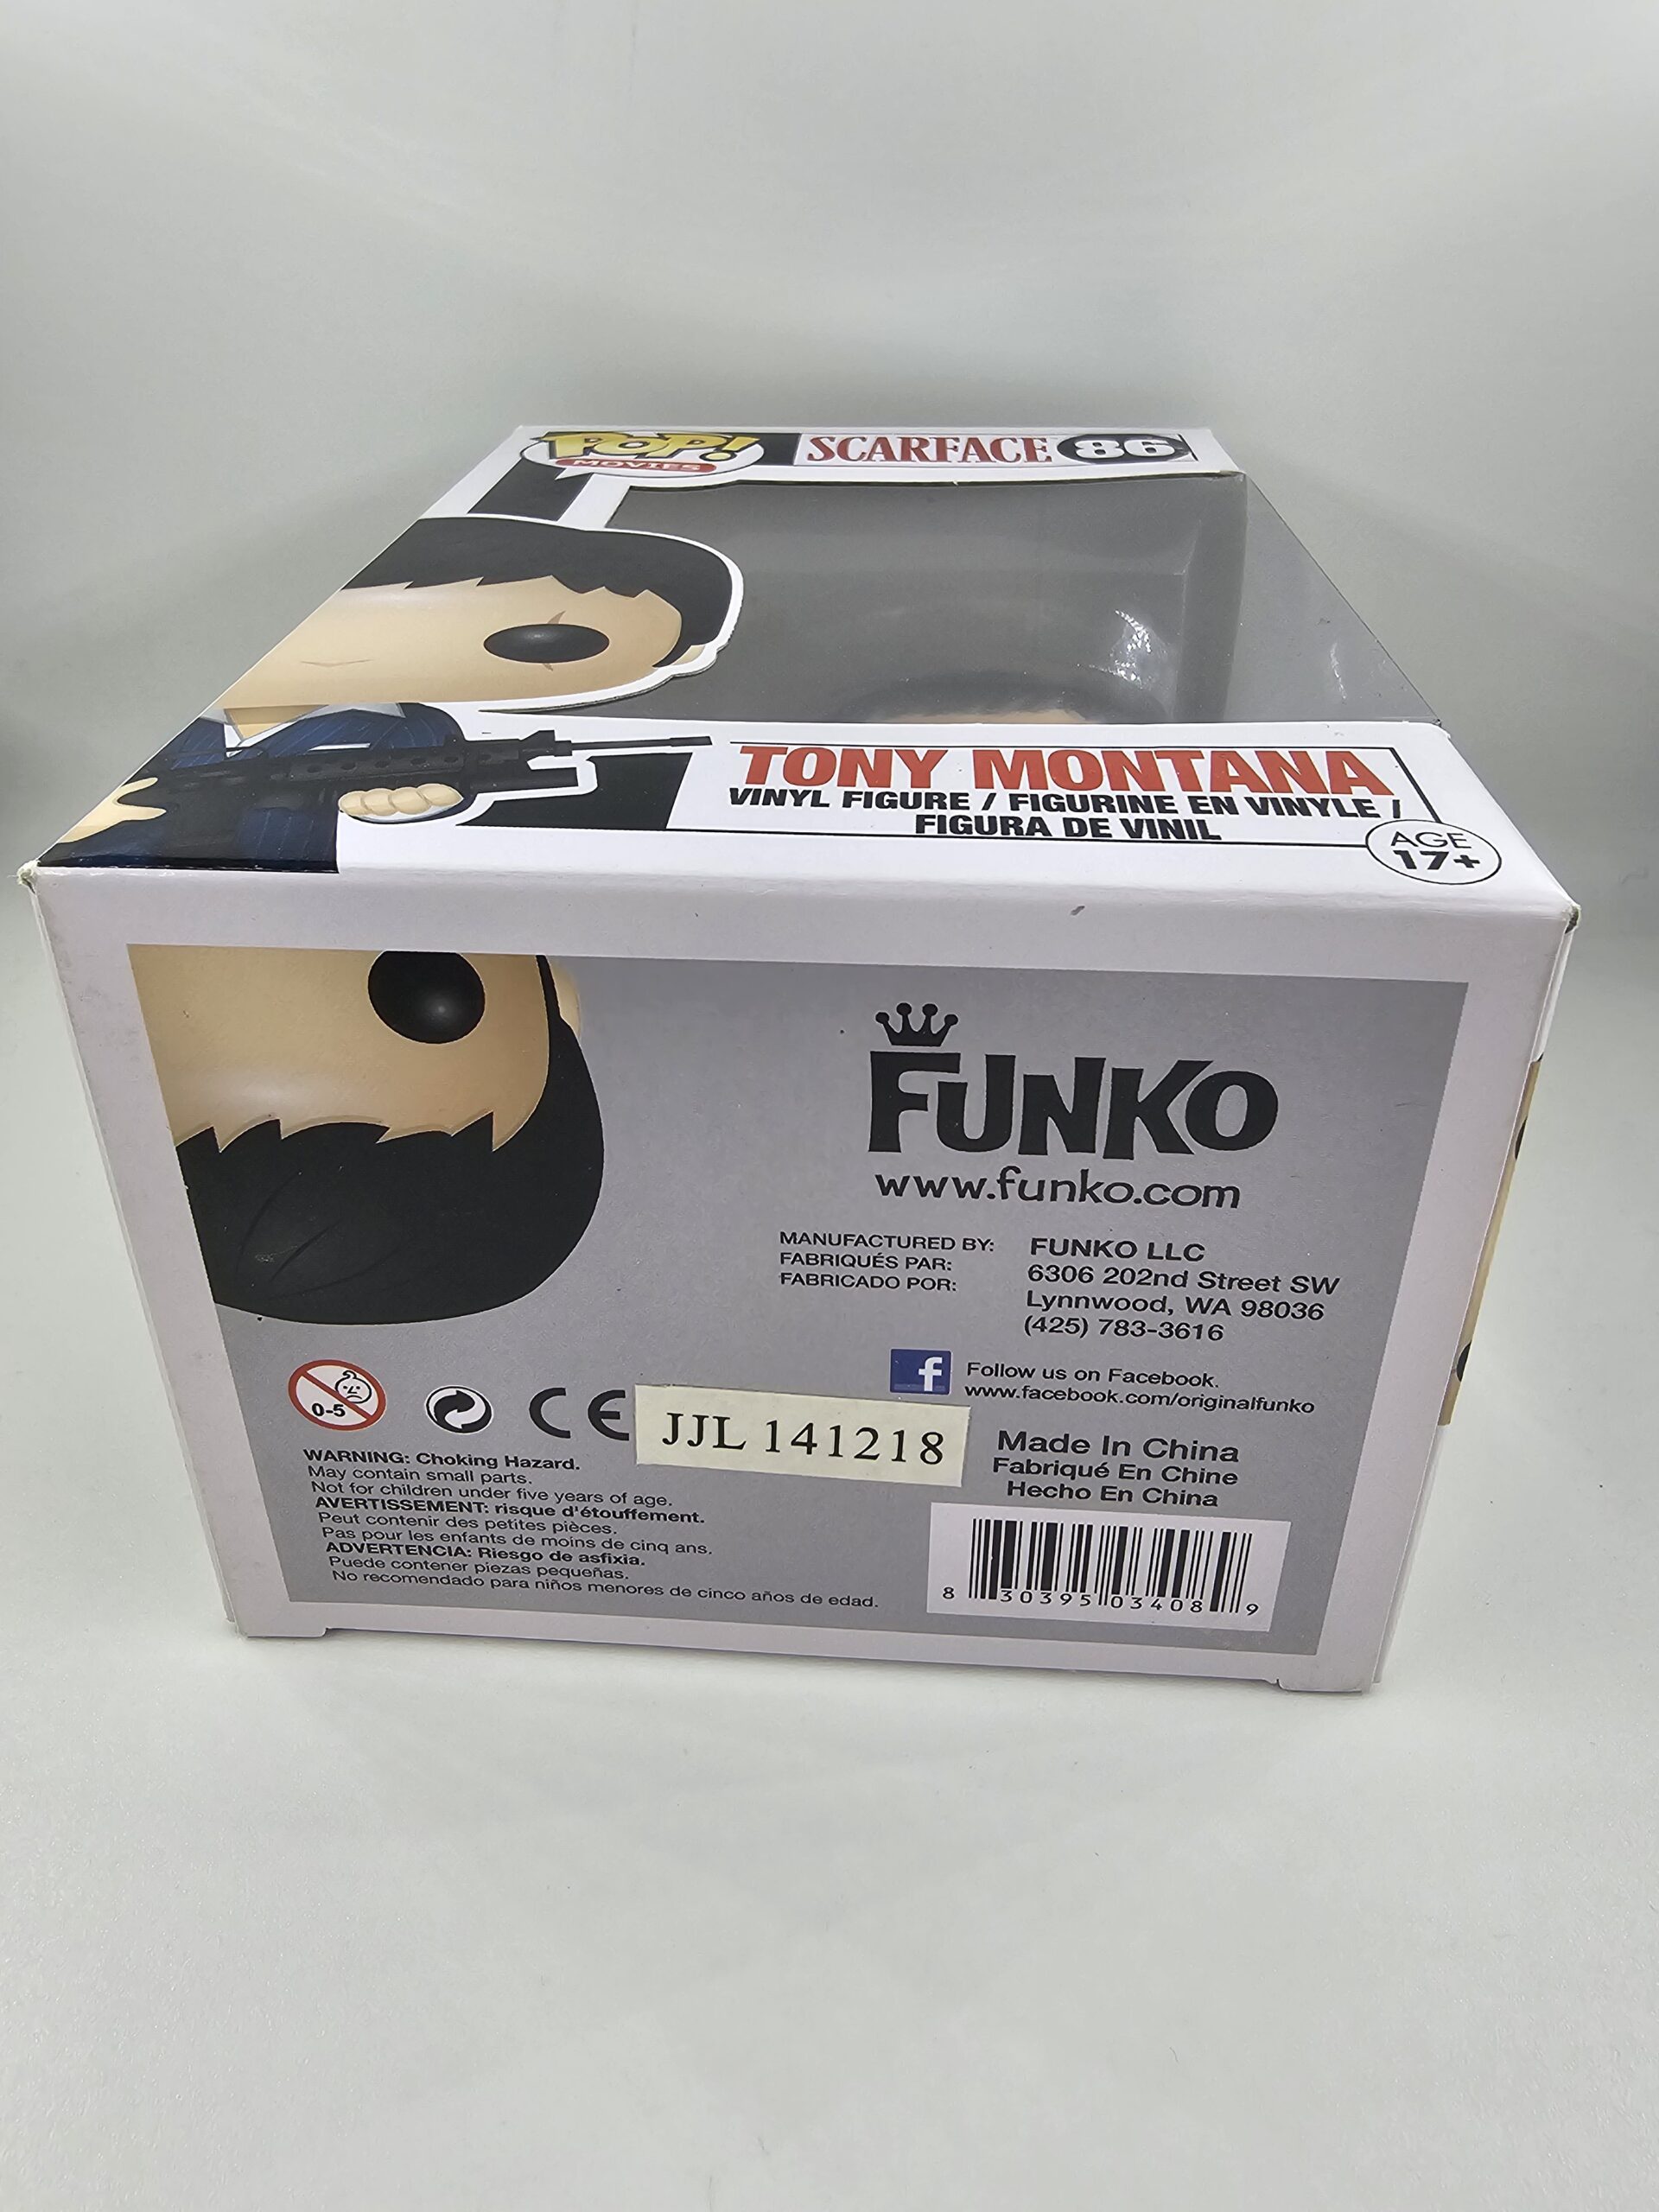 POP!
MOVIES
SCARFACE
86
TONY MONTANA
VINYL FIGURE / FIGURINE EN VINYLE /
FIGURA DE VINIL
AGE
17+
FUNKO
www.funko.com
MANUFACTURED BY:
FABRIQUÉS PAR:
FABRICADO POR:
FUNKO LLC
6306 202nd Street SW
Lynnwood, WA 98036
(425) 783-3616
f
Follow us on Facebook.
www.facebook.com/originalfunko
0-5
CE
JJL 141218
Made In China
Fabriqué En Chine
Hecho En China
WARNING: Choking Hazard.
May contain small parts.
Not for children under five years of age.
AVERTISSEMENT: risque d'étouffement.
Peut contenir des petites pièces.
Pas pour les enfants de moins de cinq ans.
ADVERTENCIA: Riesgo de asfixia.
Puede contener piezas pequeñas.
No recomendado para niños menores de cinco años de edad.
8 30395 03408 9